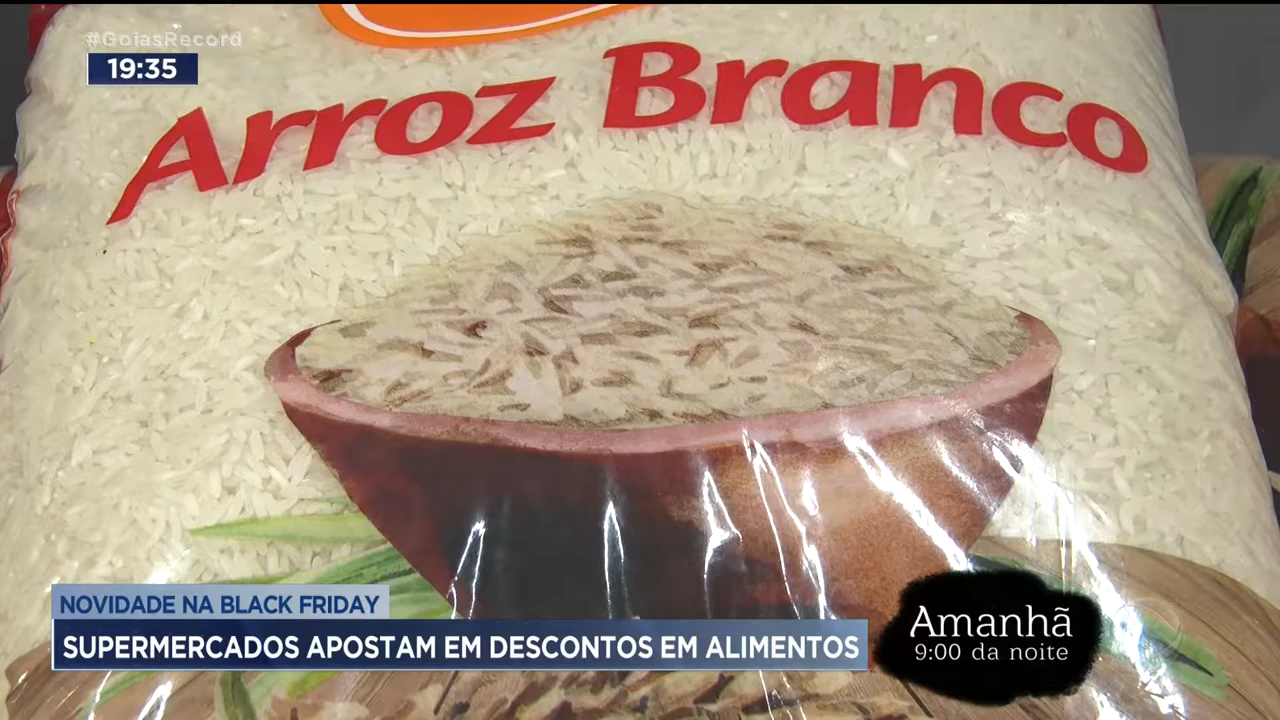 #GoiasRecord
19:35
Arroz Branco
NOVIDADE NA BLACK FRIDAY
SUPERMERCADOS APOSTAM EM DESCONTOS EM ALIMENTOS
Amanhã
9:00 da noite